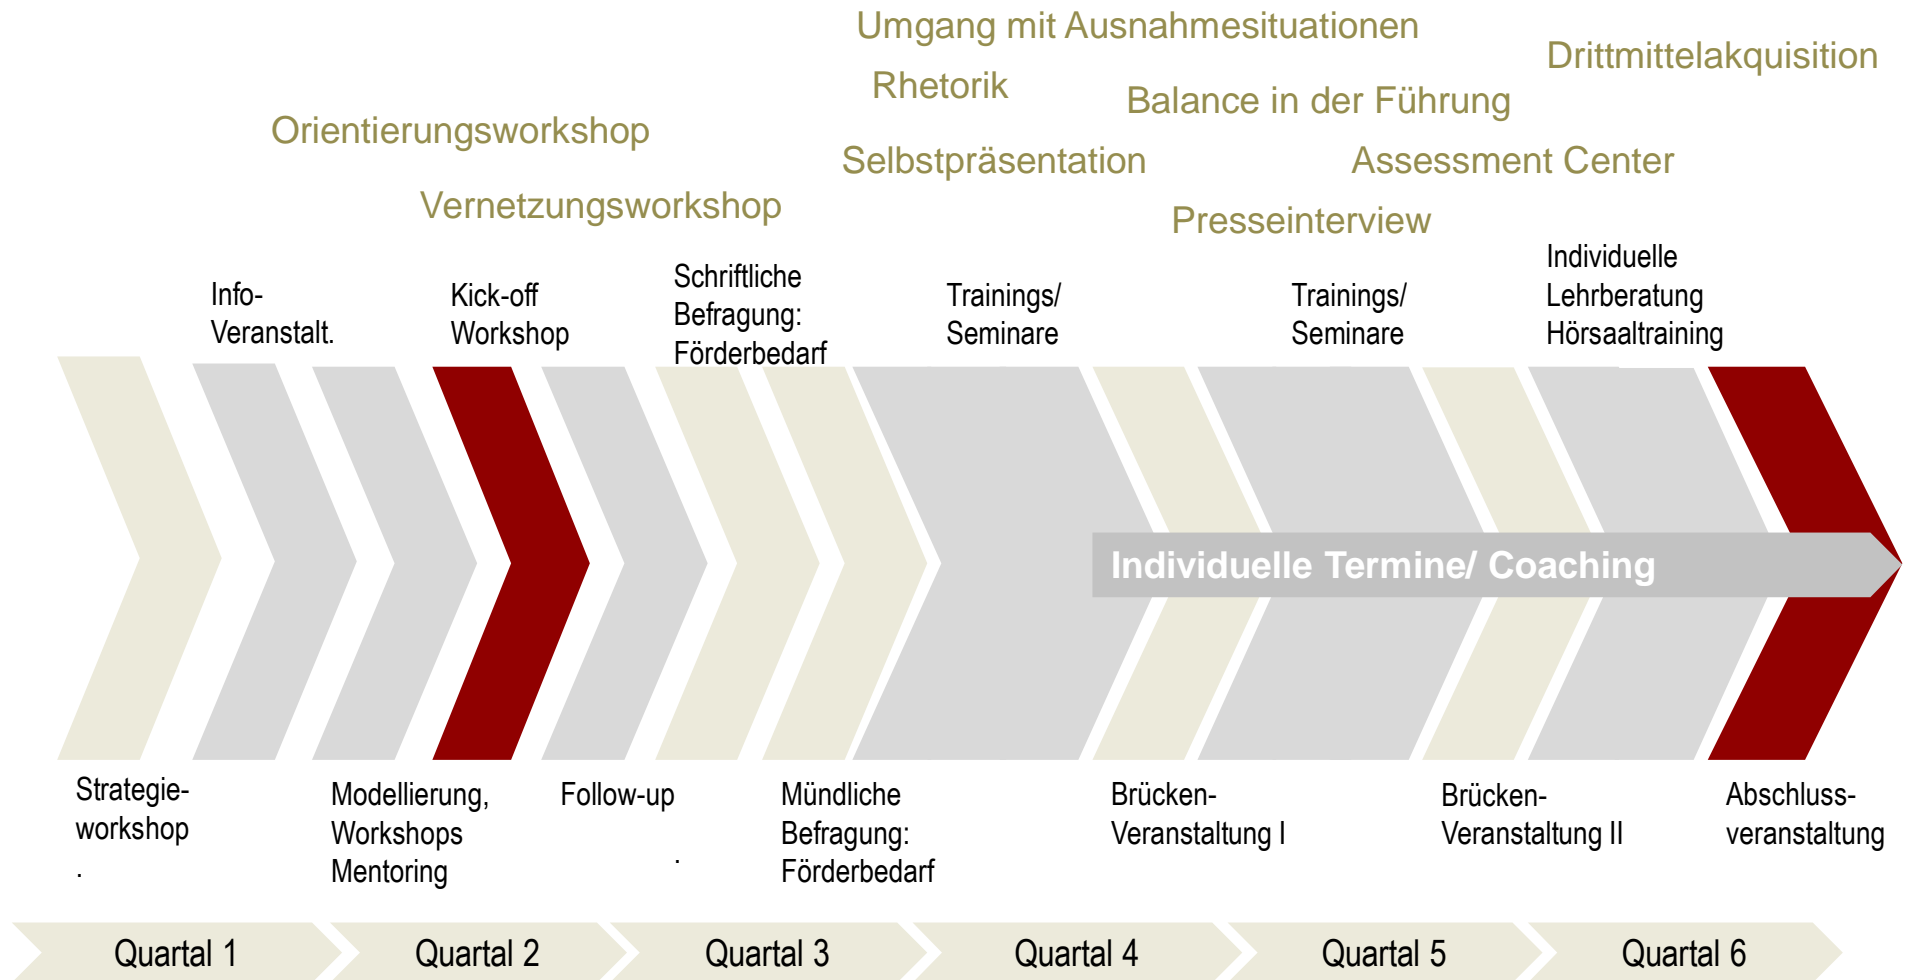 Umgang mit Ausnahmesituationen
Drittmittelakquisition
Rhetorik
Balance in der Führung
Orientierungsworkshop
Selbstpräsentation
Assessment Center
Vernetzungsworkshop
Presseinterview
Info-
Veranstalt.
Kick-off
Workshop
Schriftliche
Befragung:
Förderbedarf
Trainings/
Seminare
Trainings/
Seminare
Individuelle
Lehrberatung
Hörsaaltraining
Individuelle Termine/ Coaching
Strategie-
workshop
.
Modellierung,
Workshops
Mentoring
Follow-up
.
Mündliche
Befragung:
Förderbedarf
Brücken-
Veranstaltung I
Brücken-
Veranstaltung II
Abschluss-
veranstaltung
Quartal 1
Quartal 2
Quartal 3
Quartal 4
Quartal 5
Quartal 6